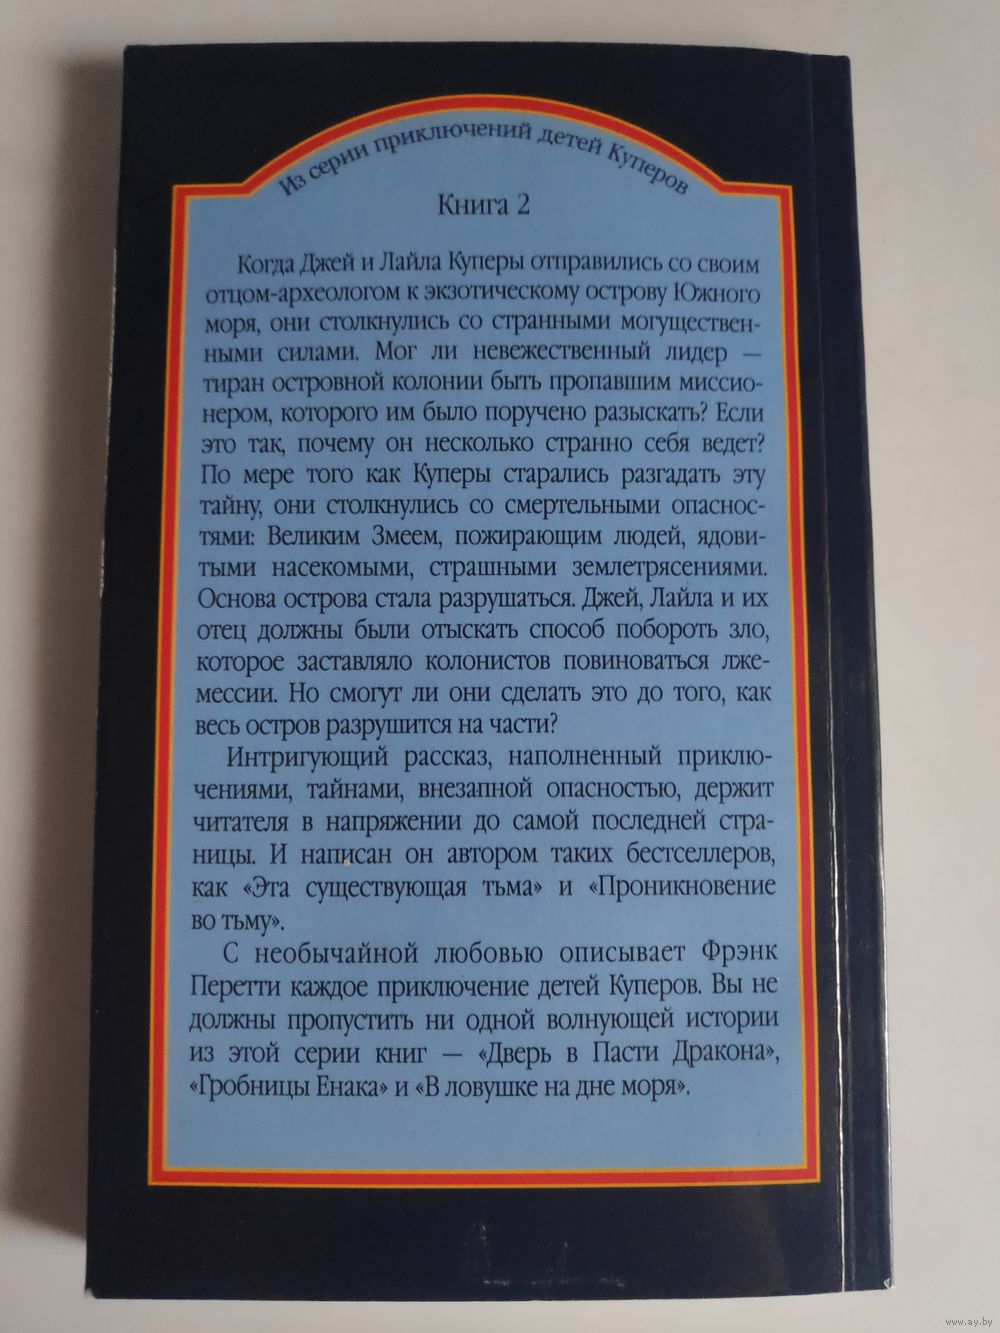 Из серии приключений детей Куперов
Книга 2
Когда Джей и Лайла Куперы отправились со своим
отцом-археологом к экзотическому острову Южного
моря, они столкнулись со странными могуществен-
ными силами. Мог ли невежественный лидер —
тиран островной колонии быть пропавшим миссио-
нером, которого им было поручено разыскать? Если
это так, почему он несколько странно себя ведет?
По мере того как Куперы старались разгадать эту
тайну, они столкнулись со смертельными опаснос-
тями: Великим Змеем, пожирающим людей, ядови-
тыми насекомыми, страшными землетрясениями.
Основа острова стала разрушаться. Джей, Лайла и их
отец должны были отыскать способ побороть зло,
которое заставляло колонистов повиноваться лже-
мессии. Но смогут ли они сделать это до того, как
весь остров разрушится на части?
Интригующий рассказ, наполненный приклю-
чениями, тайнами, внезапной опасностью, держит
читателя в напряжении до самой последней стра-
ницы. И написан он автором таких бестселлеров,
как «Эта существующая тьма» и «Проникновение
во тьму».
С необычайной любовью описывает Фрэнк
Перетти каждое приключение детей Куперов. Вы не
должны пропустить ни одной волнующей истории
из этой серии книг — «Дверь в Пасти Дракона»,
«Гробницы Енака» и «В ловушке на дне моря».
www.ay.by